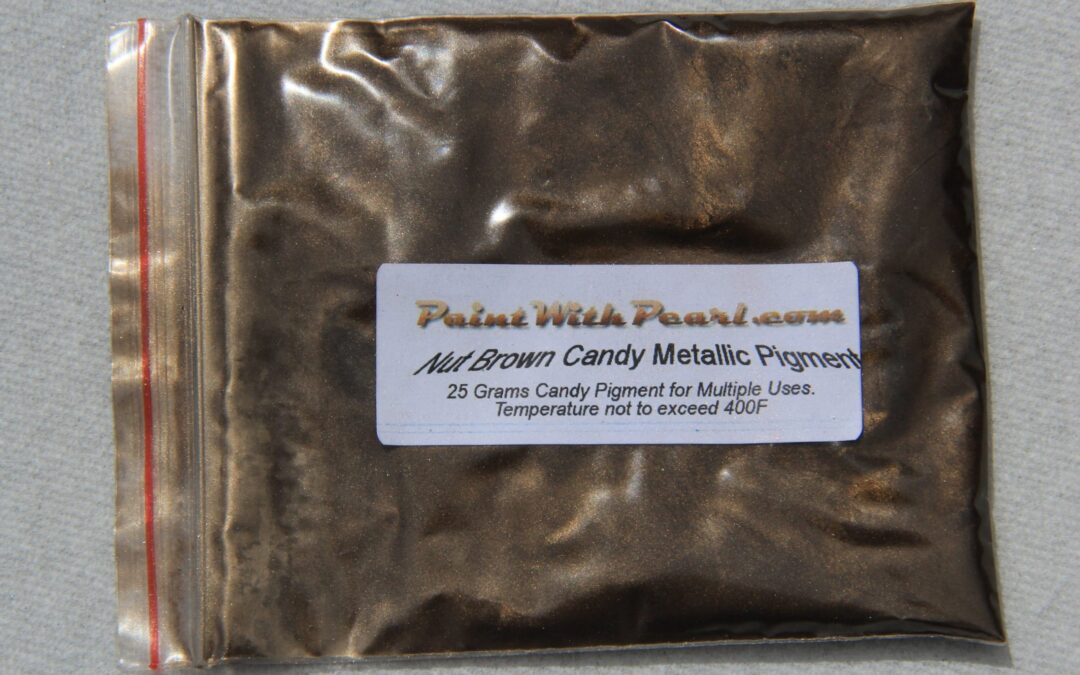 PaintWithPearl.com
Nut Brown Candy Metallic Pigment
25 Grams Candy Pigment for Multiple Uses.
Temperature not to exceed 400F